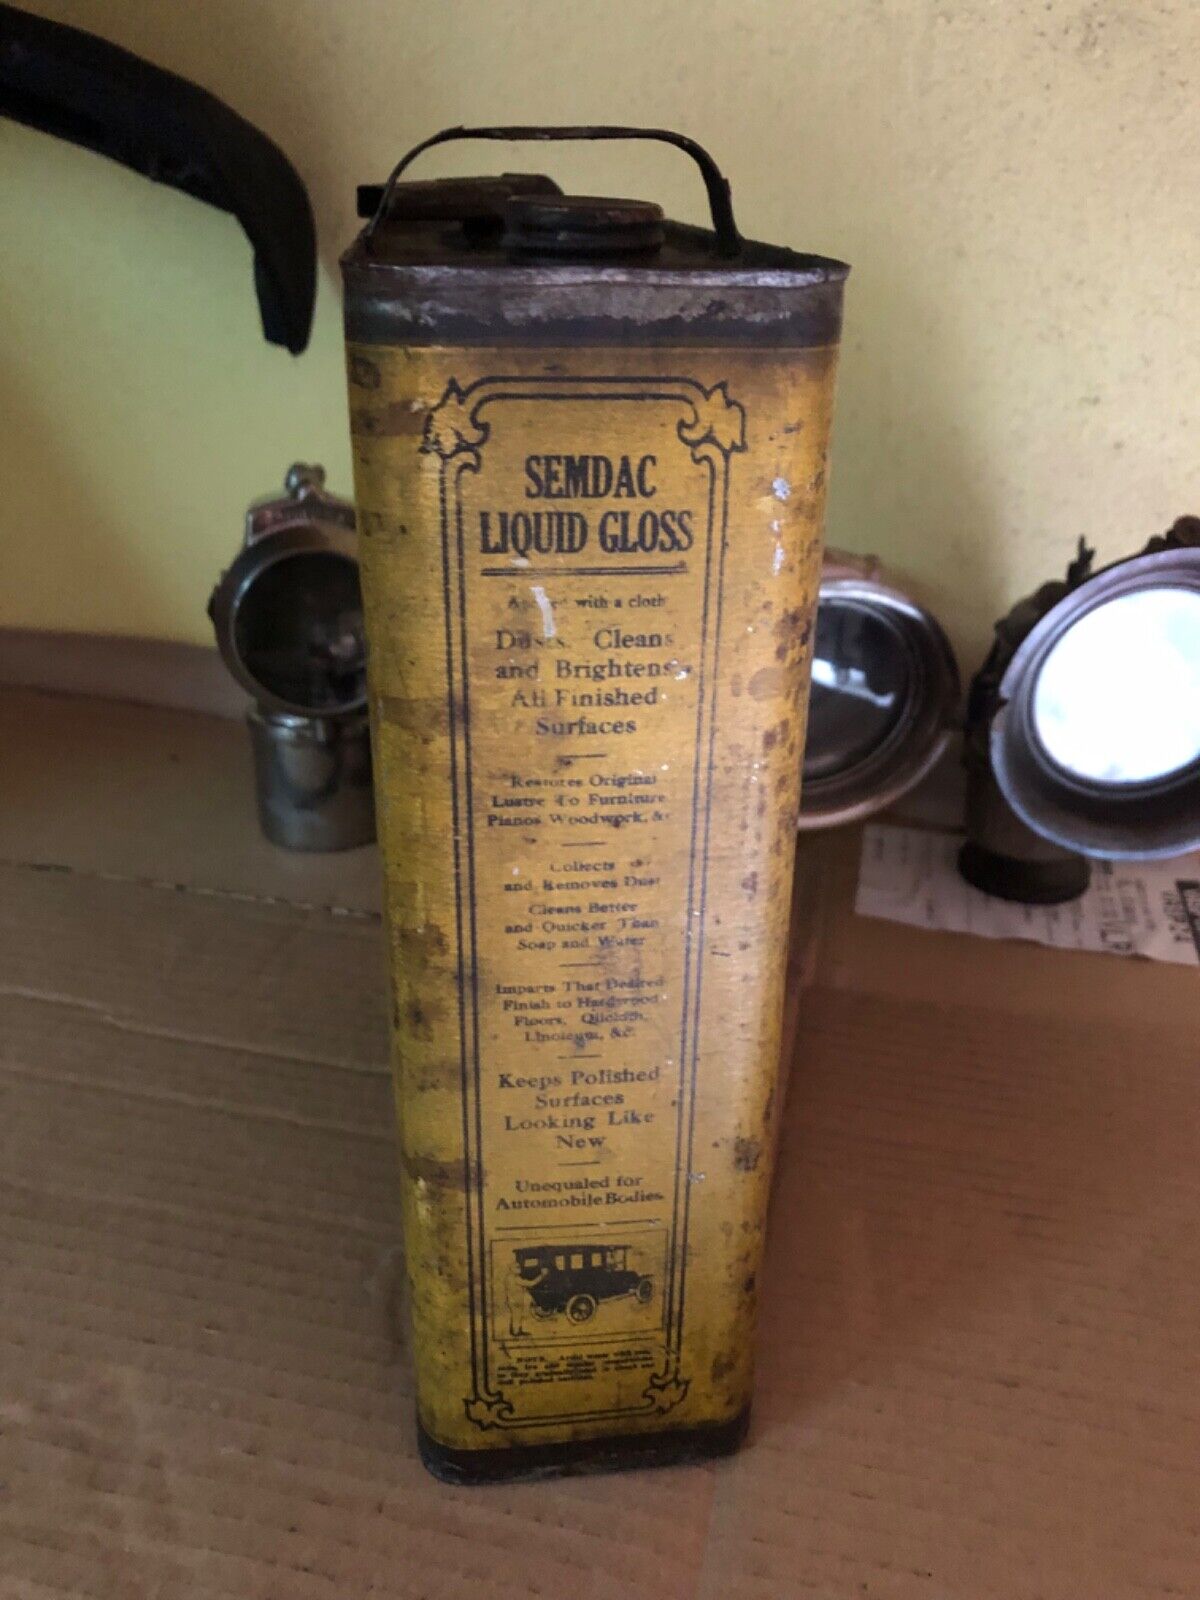 SEMDAC
LIQUID GLOSS
with a cloth
Dusts, Cleans
and Brightens
All Finished
Surfaces
Restores Original
Lustre To Furniture
Pianos Woodwork, &
Collects
and Removes Dust
Cleans Better
and Quicker Than
Soap and Water
Imparts That Desired
Finish to Hardwood
Floors, Oilcloth,
Linoleum, &c.
Keeps Polished
Surfaces
Looking Like
New
Unequaled for
Automobile Bodies
NOTE